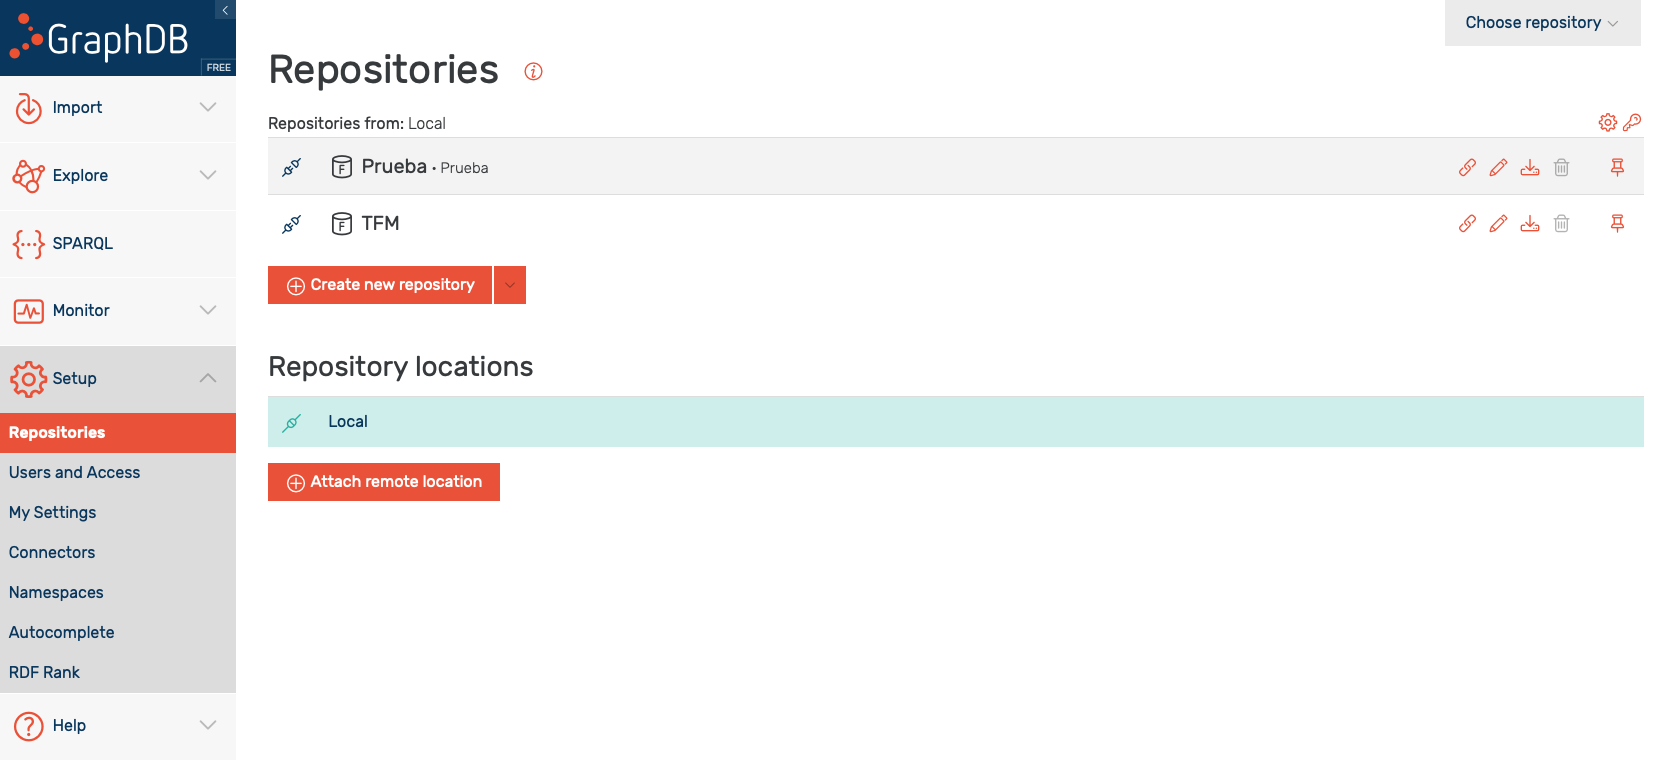 GraphDB
FREE
Choose repository
Import
Explore
SPARQL
Monitor
Setup
Repositories
Users and Access
My Settings
Connectors
Namespaces
Autocomplete
RDF Rank
Help
Repositories
Repositories from: Local
F Prueba • Prueba
F TFM
Create new repository
Repository locations
Local
Attach remote location